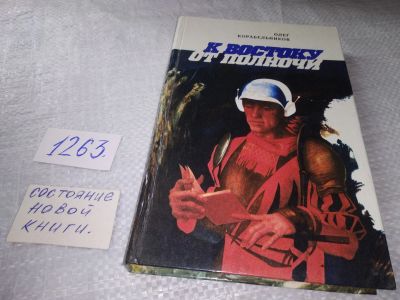 ОЛЕГ
КОРАБЕЛЬНИКОВ
К ВОСТОКУ
ОТ ПОЛНОЧИ
1263.
СОСТОЯНИЕ
НОВОЙ
КНИГИ.